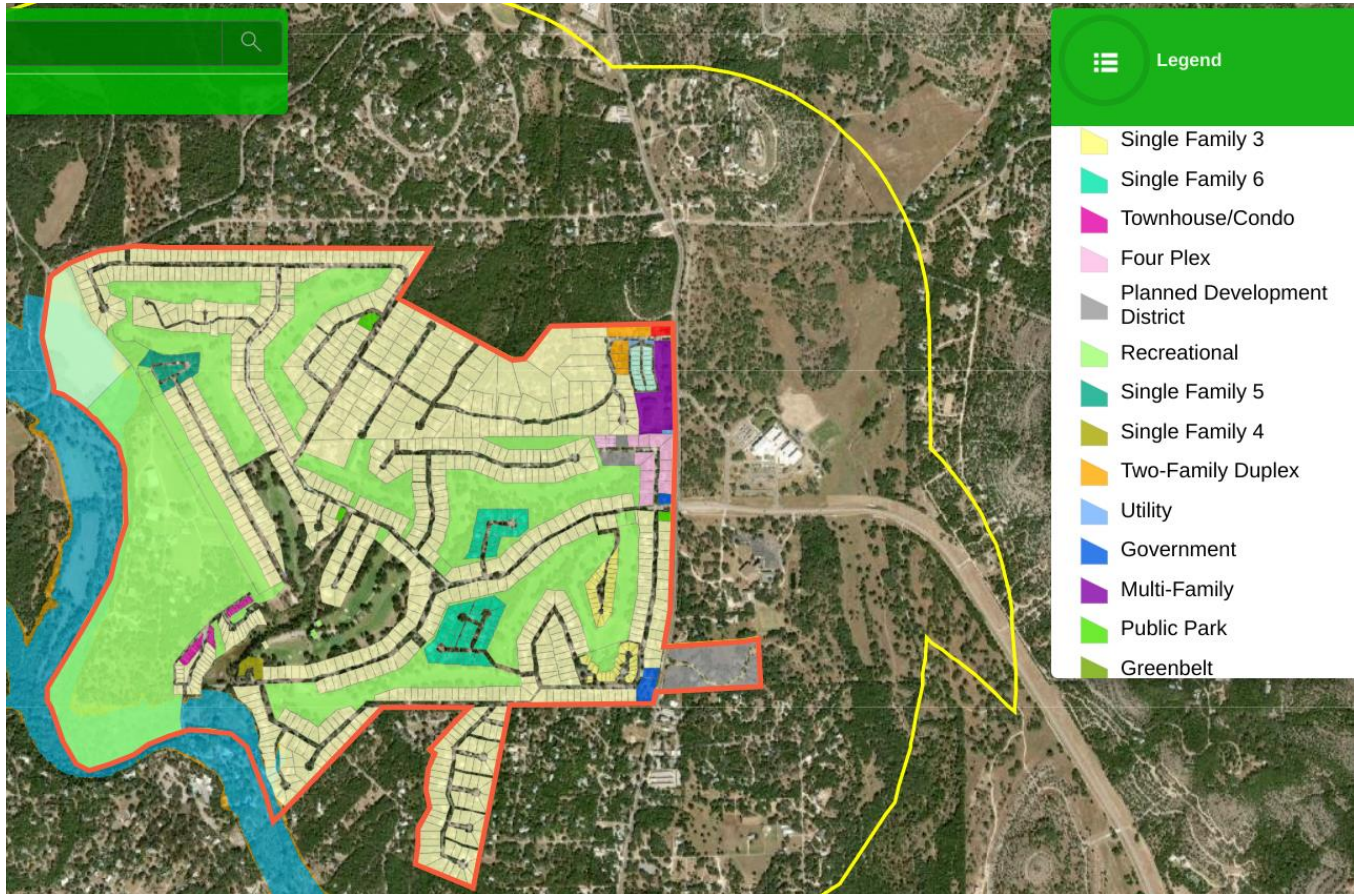 Legend
Single Family 3
Single Family 6
Townhouse/Condo
Four Plex
Planned Development
District
Recreational
Single Family 5
Single Family 4
Two-Family Duplex
Utility
Government
Multi-Family
Public Park
Greenbelt